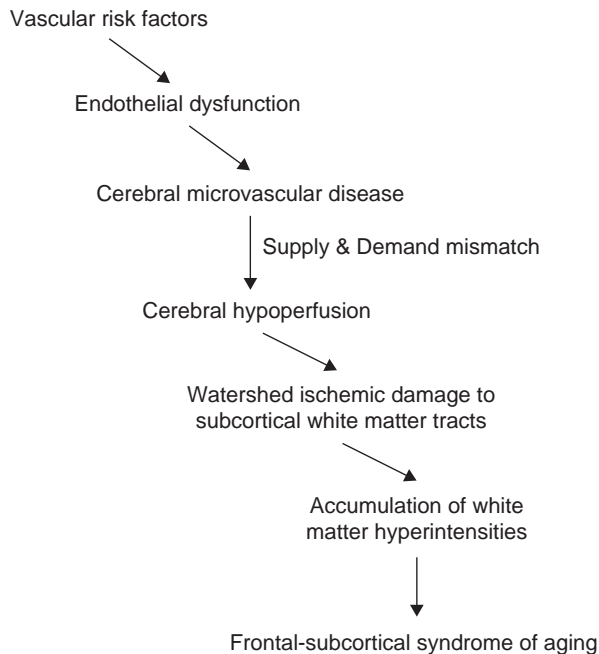 Vascular risk factors
Endothelial dysfunction
Cerebral microvascular disease
Supply & Demand mismatch
Cerebral hypoperfusion
Watershed ischemic damage to
subcortical white matter tracts
Accumulation of white
matter hyperintensities
Frontal-subcortical syndrome of aging